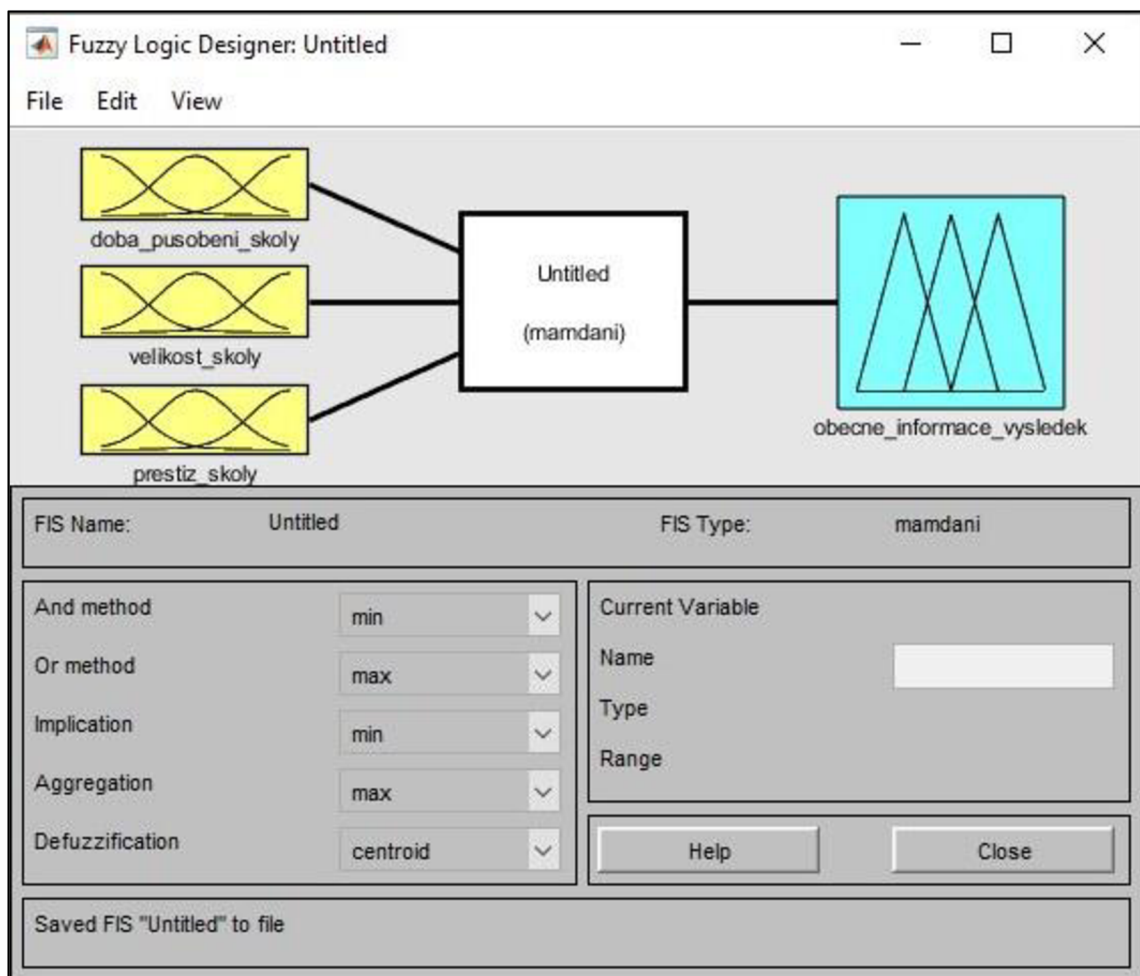 Fuzzy Logic Designer: Untitled
File Edit View
doba_pusobeni_skoly
velikost_skoly
prestiz_skoly
Untitled
(mamdani)
obecne_informace_vysledek
FIS Name: Untitled FIS Type: mamdani
And method min
Or method max
Implication min
Aggregation max
Defuzzification centroid
Current Variable
Name
Type
Range
Help Close
Saved FIS "Untitled" to file